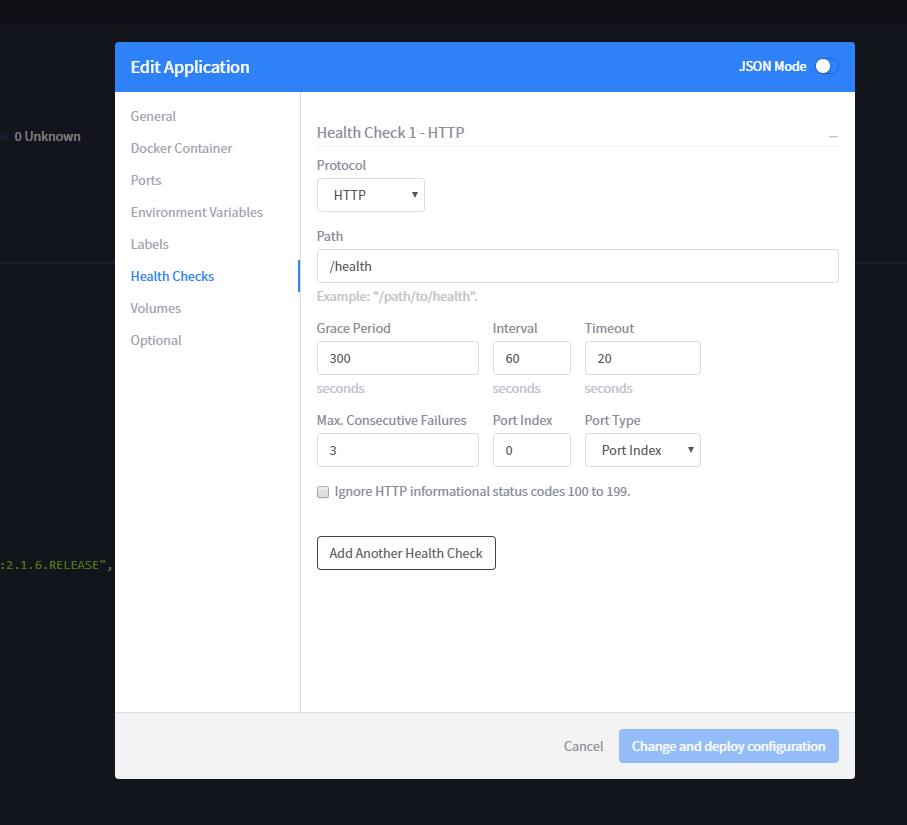 Edit Application
JSON Mode
0 Unknown
General
Docker Container
Ports
Environment Variables
Labels
Health Checks
Volumes
Optional
Health Check 1 - HTTP
Protocol
HTTP
Path
/health
Example: "/path/to/health".
Grace Period Interval Timeout
300 60 20
seconds seconds seconds
Max. Consecutive Failures Port Index Port Type
3 0 Port Index
Ignore HTTP informational status codes 100 to 199.
Add Another Health Check
:2.1.6.RELEASE",
Cancel Change and deploy configuration